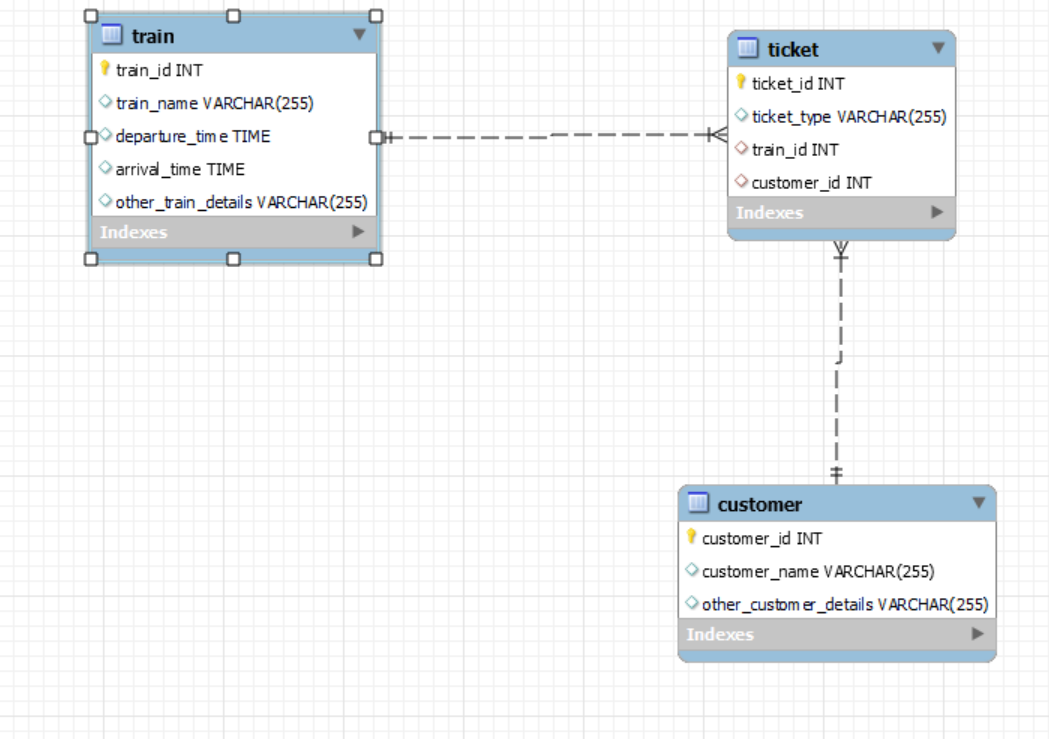 train
train_id INT
train_name VARCHAR(255)
departure_time TIME
arrival_time TIME
other_train_details VARCHAR(255)
Indexes
ticket
ticket_id INT
ticket_type VARCHAR(255)
train_id INT
customer_id INT
Indexes
customer
customer_id INT
customer_name VARCHAR(255)
other_customer_details VARCHAR(255)
Indexes